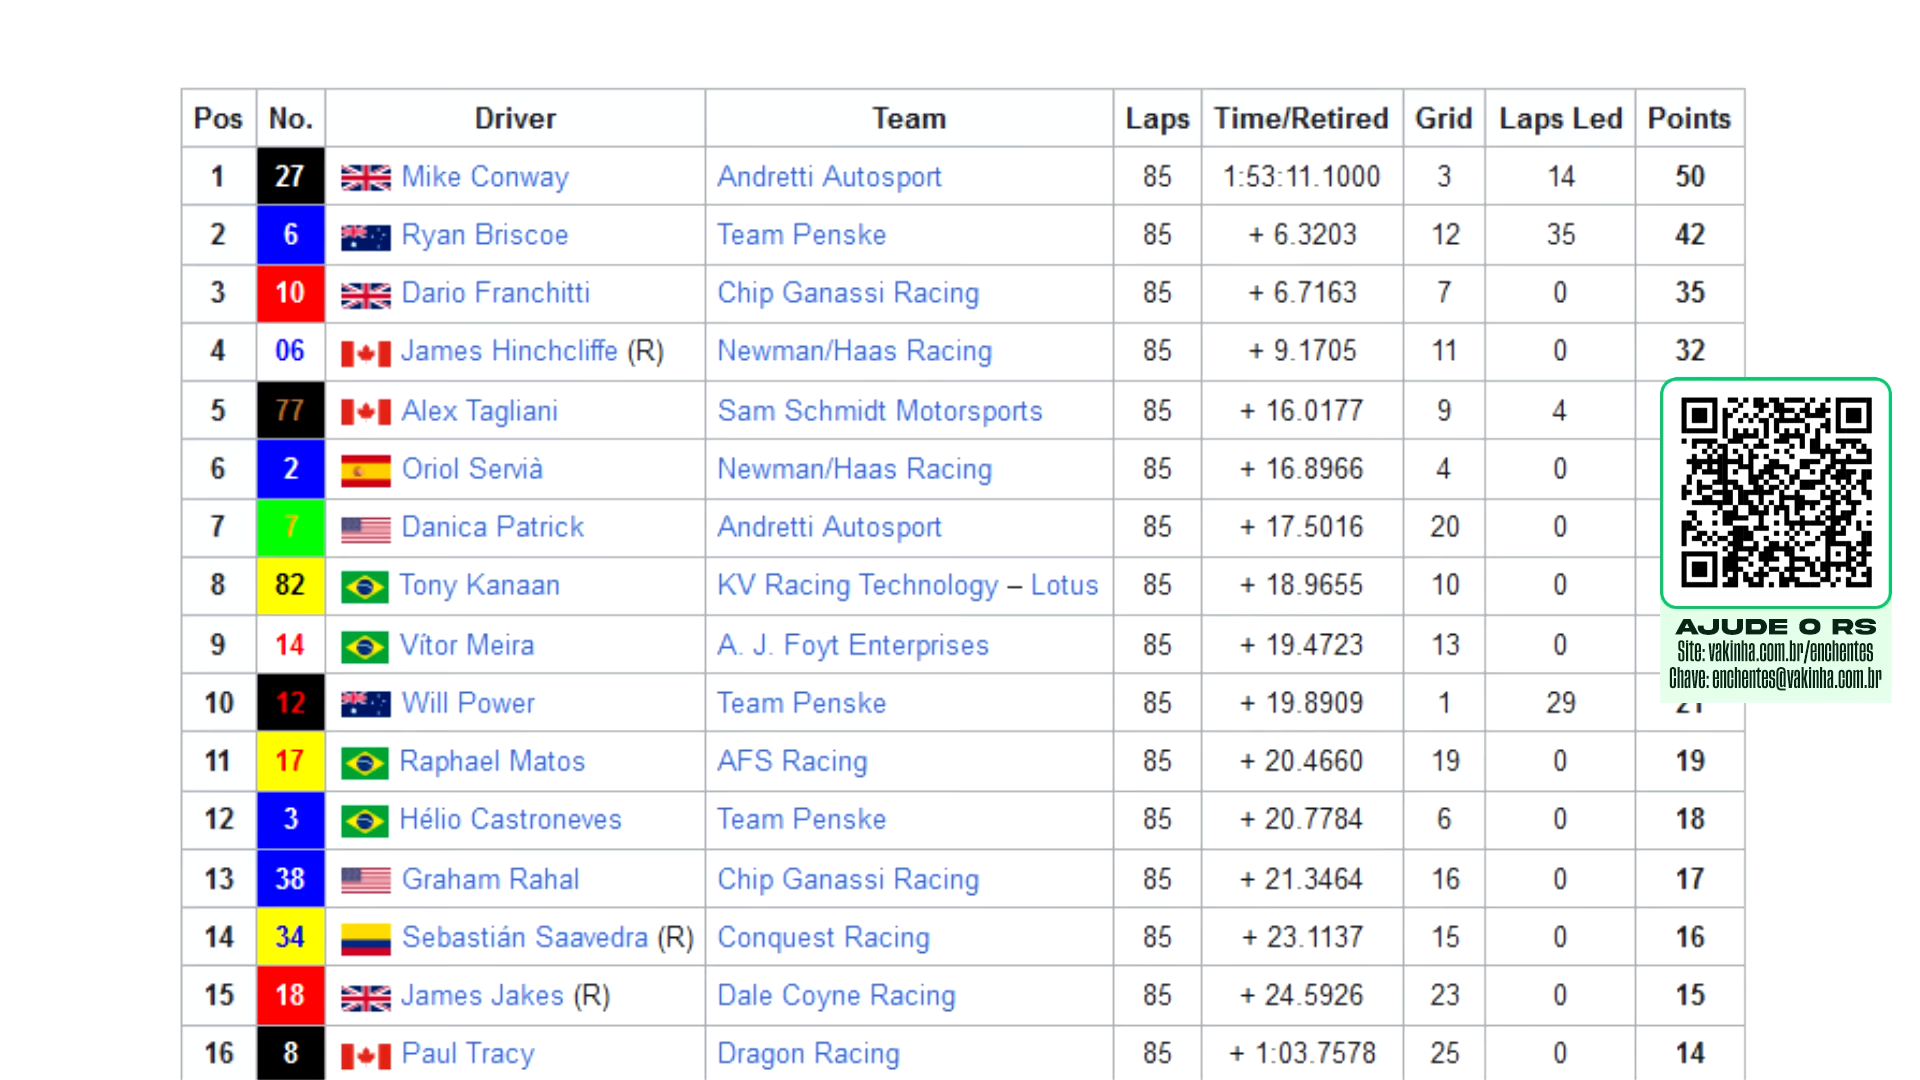 Pos No. Driver Team Laps Time/Retired Grid Laps Led Points
1 27 Mike Conway Andretti Autosport 85 1:53:11.1000 3 14 50
2 6 Ryan Briscoe Team Penske 85 + 6.3203 12 35 42
3 10 Dario Franchitti Chip Ganassi Racing 85 + 6.7163 7 0 35
4 06 James Hinchcliffe (R) Newman/Haas Racing 85 + 9.1705 11 0 32
5 77 Alex Tagliani Sam Schmidt Motorsports 85 + 16.0177 9 4
6 2 Oriol Servià Newman/Haas Racing 85 + 16.8966 4 0
7 7 Danica Patrick Andretti Autosport 85 + 17.5016 20 0
8 82 Tony Kanaan KV Racing Technology – Lotus 85 + 18.9655 10 0
9 14 Vítor Meira A. J. Foyt Enterprises 85 + 19.4723 13 0
10 12 Will Power Team Penske 85 + 19.8909 1 29 21
11 17 Raphael Matos AFS Racing 85 + 20.4660 19 0 19
12 3 Hélio Castroneves Team Penske 85 + 20.7784 6 0 18
13 38 Graham Rahal Chip Ganassi Racing 85 + 21.3464 16 0 17
14 34 Sebastián Saavedra (R) Conquest Racing 85 + 23.1137 15 0 16
15 18 James Jakes (R) Dale Coyne Racing 85 + 24.5926 23 0 15
16 8 Paul Tracy Dragon Racing 85 + 1:03.7578 25 0 14
AJUDE O RS
Site: vakinha.com.br/enchentes
Chave: enchentes@vakinha.com.br